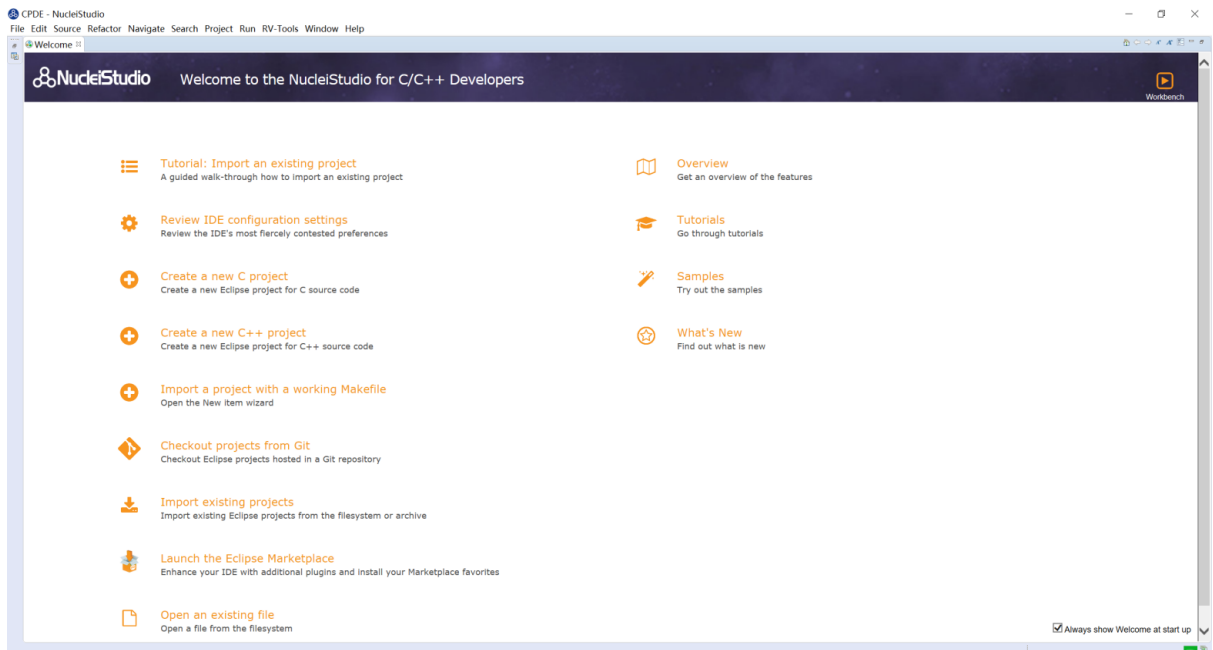 CPDE - NucleiStudio
File Edit Source Refactor Navigate Search Project Run RV-Tools Window Help
Welcome
NucleiStudio Welcome to the NucleiStudio for C/C++ Developers
Workbench
Tutorial: Import an existing project
A guided walk-through how to import an existing project
Review IDE configuration settings
Review the IDE's most fiercely contested preferences
Create a new C project
Create a new Eclipse project for C source code
Create a new C++ project
Create a new Eclipse project for C++ source code
Import a project with a working Makefile
Open the New item wizard
Checkout projects from Git
Checkout Eclipse projects hosted in a Git repository
Import existing projects
Import existing Eclipse projects from the filesystem or archive
Launch the Eclipse Marketplace
Enhance your IDE with additional plugins and install your Marketplace favorites
Open an existing file
Open a file from the filesystem
Overview
Get an overview of the features
Tutorials
Go through tutorials
Samples
Try out the samples
What's New
Find out what is new
Always show Welcome at start up